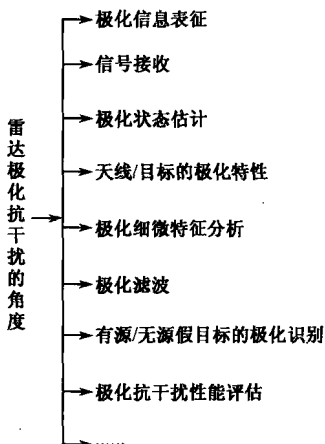 雷达极化抗干扰的角度
极化信息表征
信号接收
极化状态估计
天线/目标的极化特性
极化细微特征分析
极化滤波
有源/无源假目标的极化识别
极化抗干扰性能评估